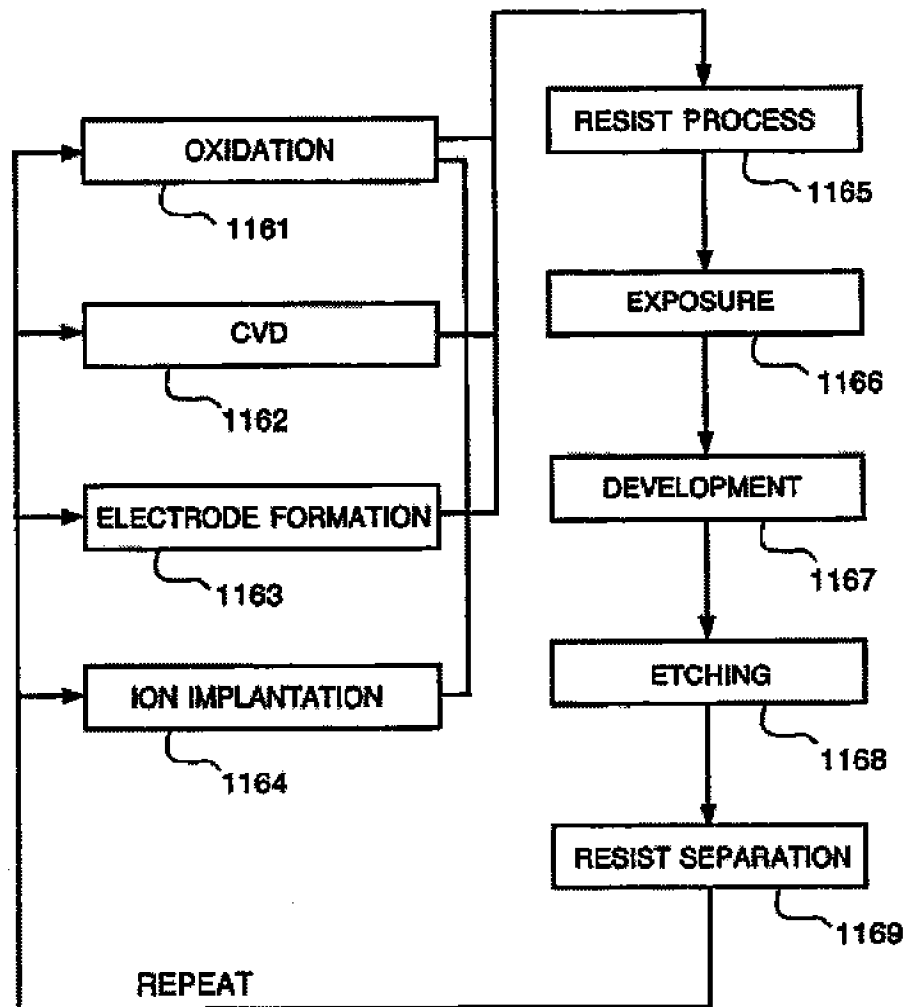 OXIDATION
1161
CVD
1162
ELECTRODE FORMATION
1163
ION IMPLANTATION
1164
RESIST PROCESS
1165
EXPOSURE
1166
DEVELOPMENT
1167
ETCHING
1168
RESIST SEPARATION
1169
REPEAT